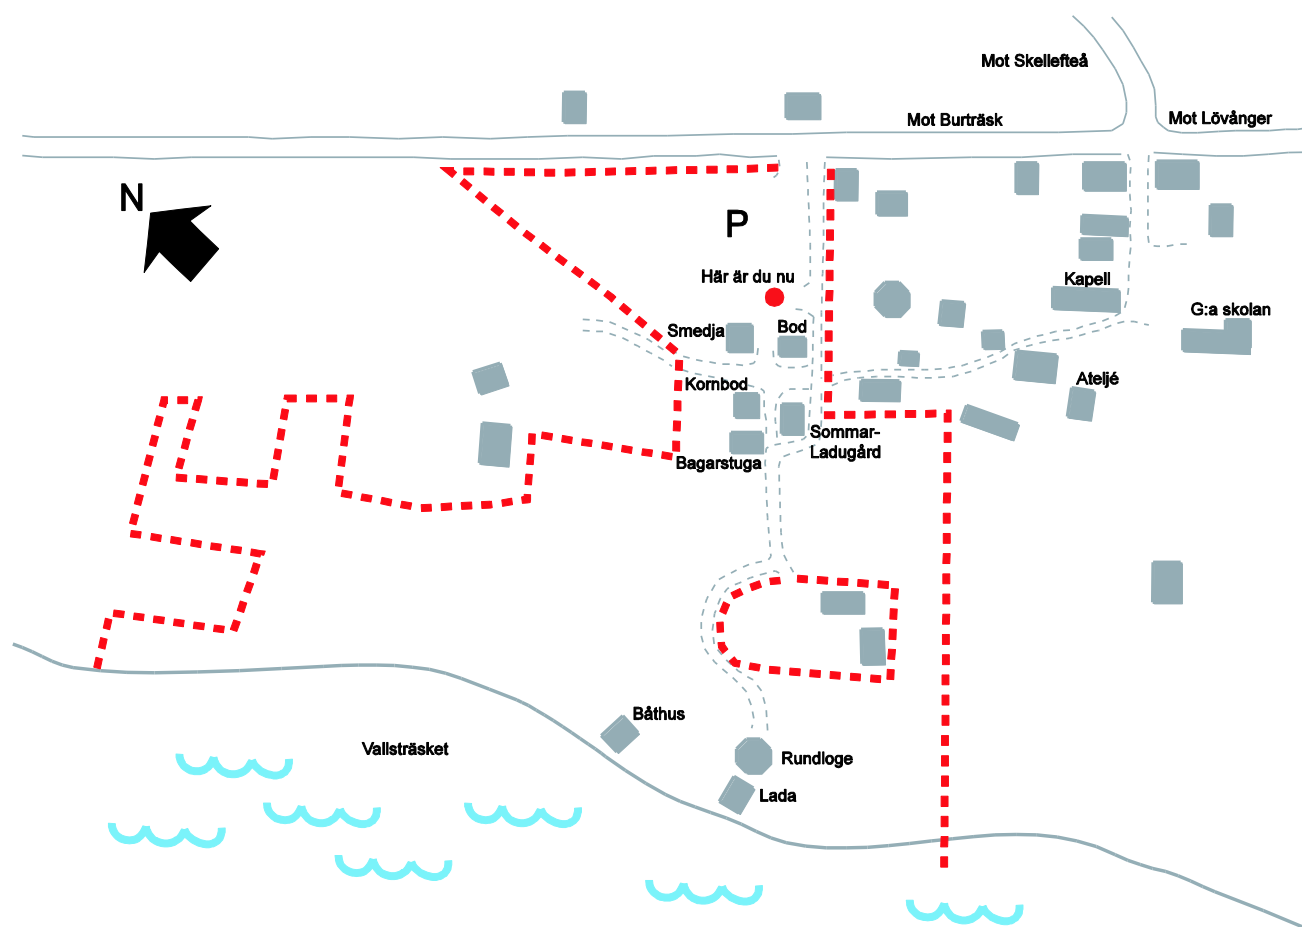 Mot Skellefteå
Mot Burträsk
Mot Lövånger
N
P
Här är du nu
Kapell
G:a skolan
Smedja
Bod
Kornbod
Ateljé
Sommar-
Ladugård
Bagarstuga
Båthus
Vallsträsket
Rundloge
Lada